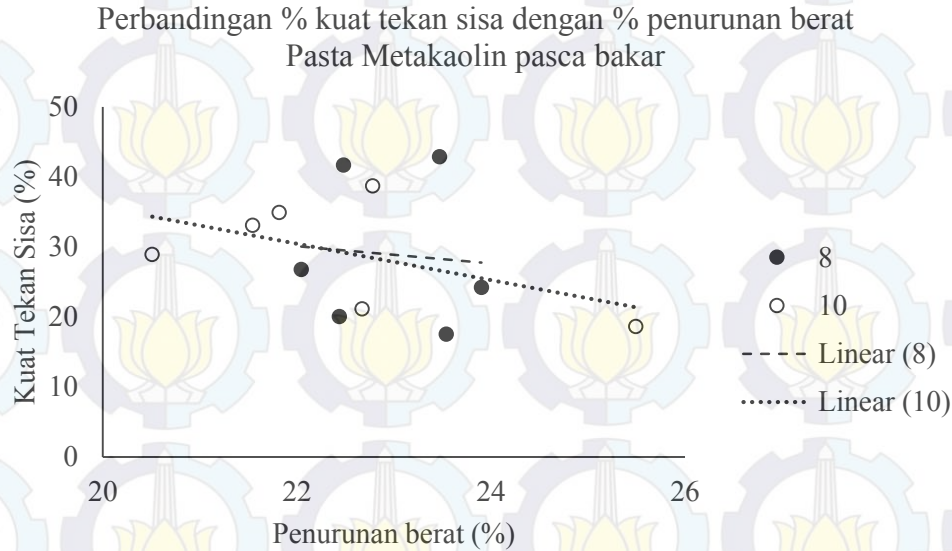 Perbandingan % kuat tekan sisa dengan % penurunan berat
Pasta Metakaolin pasca bakar
Kuat Tekan Sisa (%)
50
40
30
20
10
0
20 22 24 26
Penurunan berat (%)
8
10
Linear (8)
Linear (10)